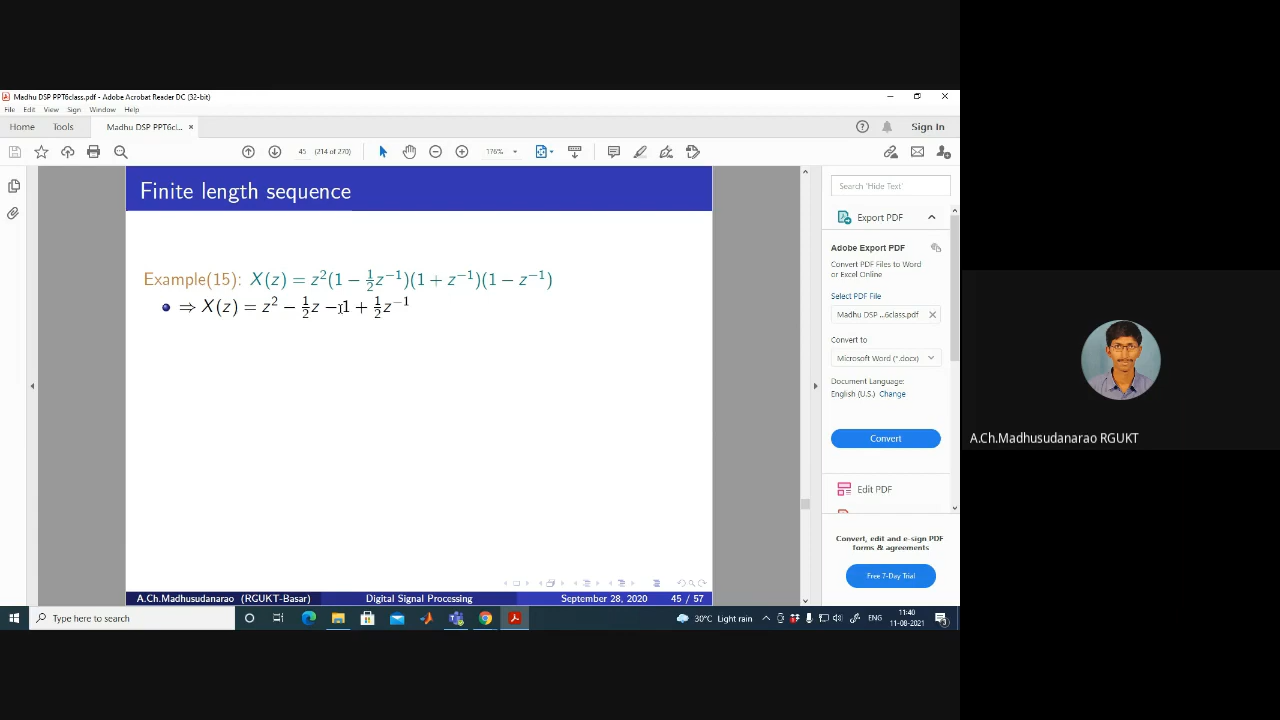 Madhu DSP PPT6class.pdf - Adobe Acrobat Reader DC (32-bit)
File Edit View Sign Window Help
Home Tools Madhu DSP PPT6cl... × Sign In
45 (214 of 270) 176%
Finite length sequence
Example(15): X(z) = z²(1 − ½z⁻¹)(1 + z⁻¹)(1 − z⁻¹)
⇒ X(z) = z² − ½z − 1 + ½z⁻¹
A.Ch.Madhusudanarao (RGUKT-Basar) Digital Signal Processing September 28, 2020 45 / 57
Search 'Hide Text'
Export PDF
Adobe Export PDF
Convert PDF Files to Word
or Excel Online
Select PDF File
Madhu DSP ...6class.pdf
Convert to
Microsoft Word (*.docx)
Document Language:
English (U.S.) Change
Convert
Edit PDF
Convert, edit and e-sign PDF
forms & agreements
Free 7-Day Trial
Type here to search
30°C Light rain
ENG
11:40
11-08-2021
3
A.Ch.Madhusudanarao RGUKT